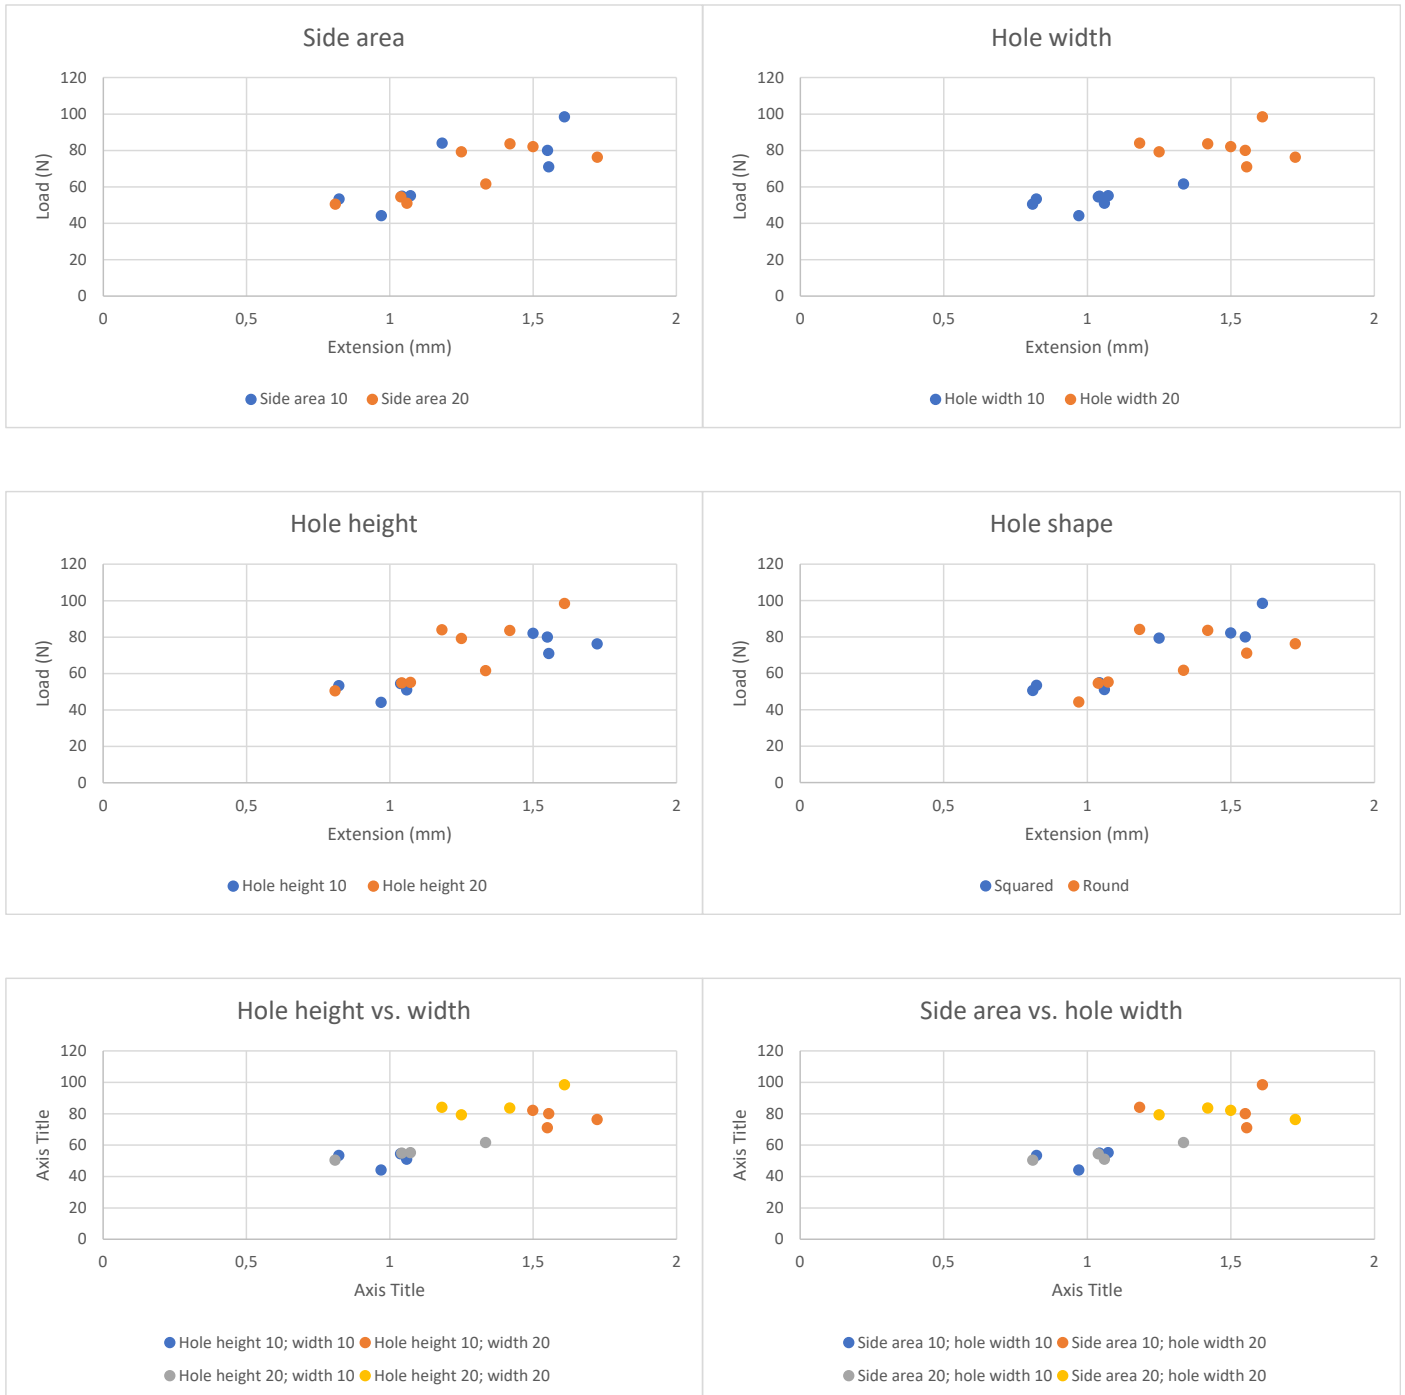 Side area
120
100
80
60
40
20
0
Load (N)
0 0,5 1 1,5 2
Extension (mm)
Side area 10 Side area 20
Hole width
120
100
80
60
40
20
0
Load (N)
0 0,5 1 1,5 2
Extension (mm)
Hole width 10 Hole width 20
Hole height
120
100
80
60
40
20
0
Load (N)
0 0,5 1 1,5 2
Extension (mm)
Hole height 10 Hole height 20
Hole shape
120
100
80
60
40
20
0
Load (N)
0 0,5 1 1,5 2
Extension (mm)
Squared Round
Hole height vs. width
120
100
80
60
40
20
0
Axis Title
0 0,5 1 1,5 2
Axis Title
Hole height 10; width 10 Hole height 10; width 20
Hole height 20; width 10 Hole height 20; width 20
Side area vs. hole width
120
100
80
60
40
20
0
Axis Title
0 0,5 1 1,5 2
Axis Title
Side area 10; hole width 10 Side area 10; hole width 20
Side area 20; hole width 10 Side area 20; hole width 20